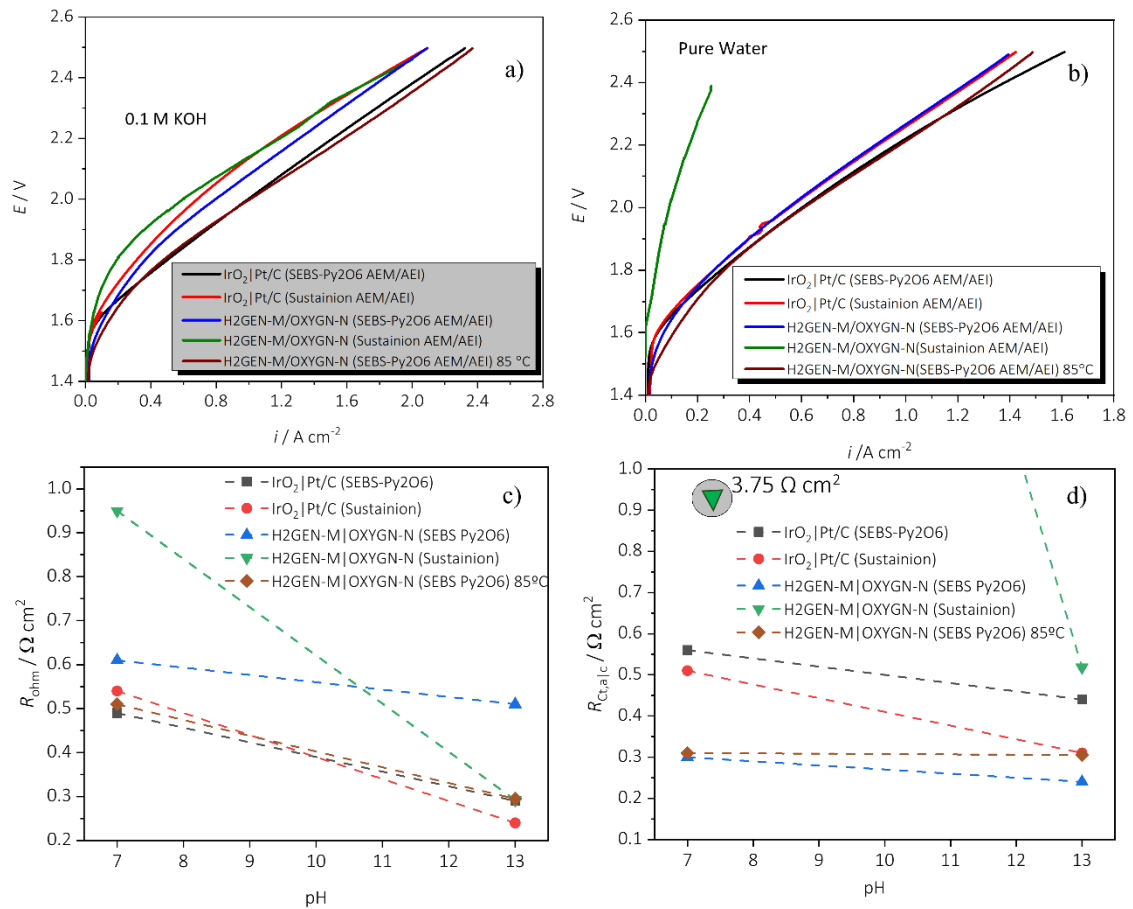 a)
0.1 M KOH
E / V
2.6
2.4
2.2
2.0
1.8
1.6
1.4
IrO2|Pt/C (SEBS-Py2O6 AEM/AEI)
IrO2|Pt/C (Sustainion AEM/AEI)
H2GEN-M/OXYGN-N (SEBS-Py2O6 AEM/AEI)
H2GEN-M/OXYGN-N (Sustainion AEM/AEI)
H2GEN-M/OXYGN-N (SEBS-Py2O6 AEM/AEI) 85 ºC
0.0 0.4 0.8 1.2 1.6 2.0 2.4 2.8
i / A cm-2
b)
Pure Water
E / V
2.6
2.4
2.2
2.0
1.8
1.6
1.4
IrO2|Pt/C (SEBS-Py2O6 AEM/AEI)
IrO2|Pt/C (Sustainion AEM/AEI)
H2GEN-M/OXYGN-N (SEBS-Py2O6 AEM/AEI)
H2GEN-M/OXYGN-N(Sustainion AEM/AEI)
H2GEN-M/OXYGN-N(SEBS-Py2O6 AEM/AEI) 85°C
0.0 0.2 0.4 0.6 0.8 1.0 1.2 1.4 1.6 1.8
i /A cm-2
c)
Rohm / Ω cm2
1.0
0.9
0.8
0.7
0.6
0.5
0.4
0.3
0.2
IrO2|Pt/C (SEBS-Py2O6)
IrO2|Pt/C (Sustainion)
H2GEN-M|OXYGN-N (SEBS Py2O6)
H2GEN-M|OXYGN-N (Sustainion)
H2GEN-M|OXYGN-N (SEBS Py2O6) 85ºC
7 8 9 10 11 12 13
pH
d)
3.75 Ω cm2
RCt,a|c / Ω cm2
1.0
0.9
0.8
0.7
0.6
0.5
0.4
0.3
0.2
0.1
IrO2|Pt/C (SEBS-Py2O6)
IrO2|Pt/C (Sustainion)
H2GEN-M|OXYGN-N (SEBS Py2O6)
H2GEN-M|OXYGN-N (Sustainion)
H2GEN-M|OXYGN-N (SEBS Py2O6) 85ºC
7 8 9 10 11 12 13
pH